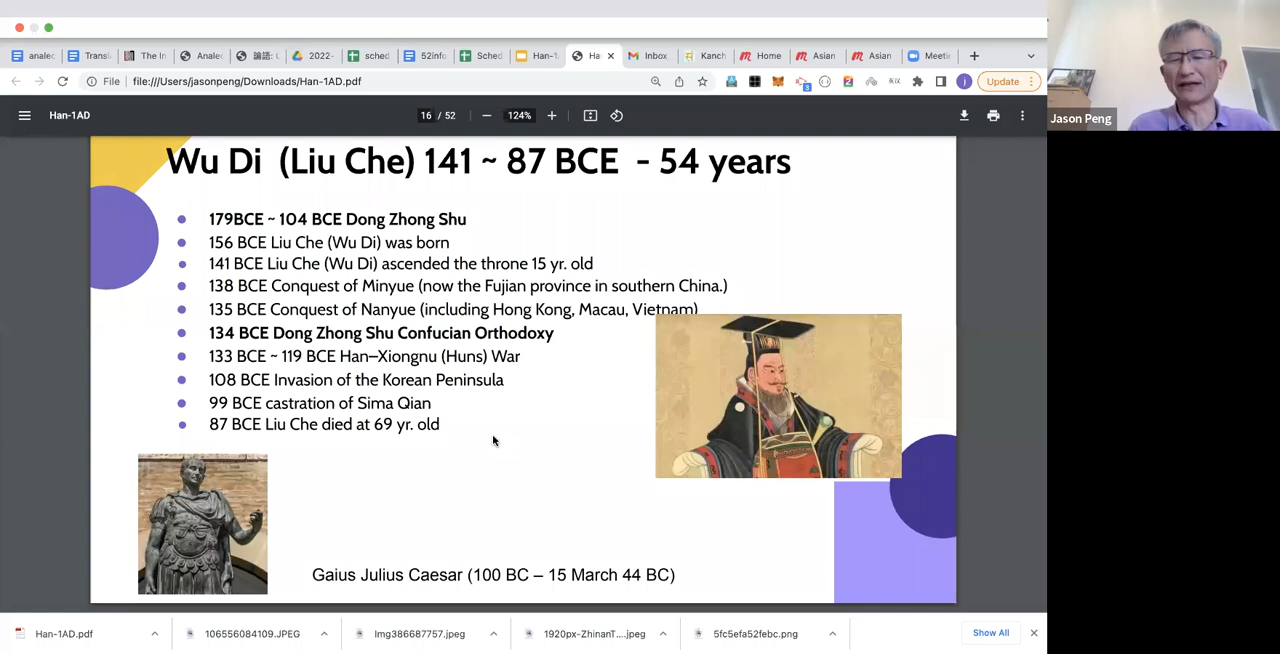 analec
Transl
The In
Analec
論語: (
2022-
sched
52info
Sched
Han-1.
Ha
Inbox
Kanch
Home
Asian
Asian
Meetin
File
file:///Users/jasonpeng/Downloads/Han-1AD.pdf
Update
Han-1AD
16 / 52
124%
Wu Di (Liu Che) 141 ~ 87 BCE - 54 years
179BCE ~ 104 BCE Dong Zhong Shu
156 BCE Liu Che (Wu Di) was born
141 BCE Liu Che (Wu Di) ascended the throne 15 yr. old
138 BCE Conquest of Minyue (now the Fujian province in southern China.)
135 BCE Conquest of Nanyue (including Hong Kong, Macau, Vietnam)
134 BCE Dong Zhong Shu Confucian Orthodoxy
133 BCE ~ 119 BCE Han–Xiongnu (Huns) War
108 BCE Invasion of the Korean Peninsula
99 BCE castration of Sima Qian
87 BCE Liu Che died at 69 yr. old
Gaius Julius Caesar (100 BC – 15 March 44 BC)
Jason Peng
Han-1AD.pdf
106556084109.JPEG
Img386687757.jpeg
1920px-ZhinanT....jpeg
5fc5efa52febc.png
Show All